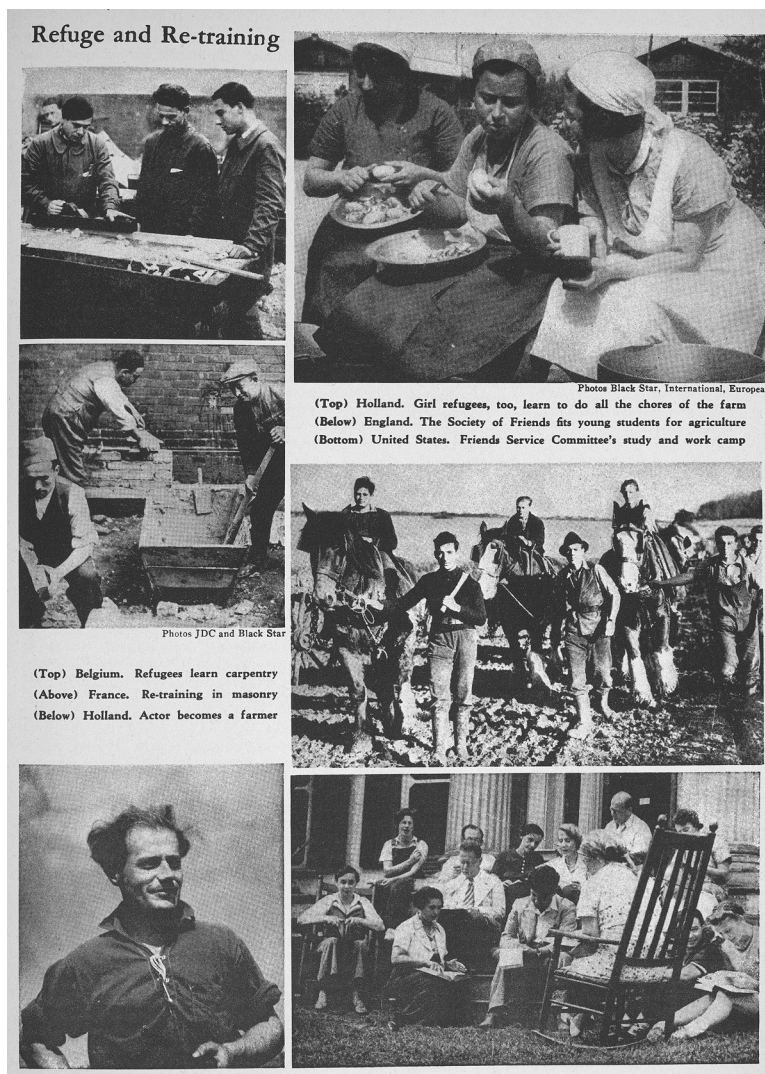 Refuge and Re-training
Photos Black Star, International, Europea
(Top) Holland. Girl refugees, too, learn to do all the chores of the farm
(Below) England. The Society of Friends fits young students for agriculture
(Bottom) United States. Friends Service Committee's study and work camp
Photos JDC and Black Star
(Top) Belgium. Refugees learn carpentry
(Above) France. Re-training in masonry
(Below) Holland. Actor becomes a farmer